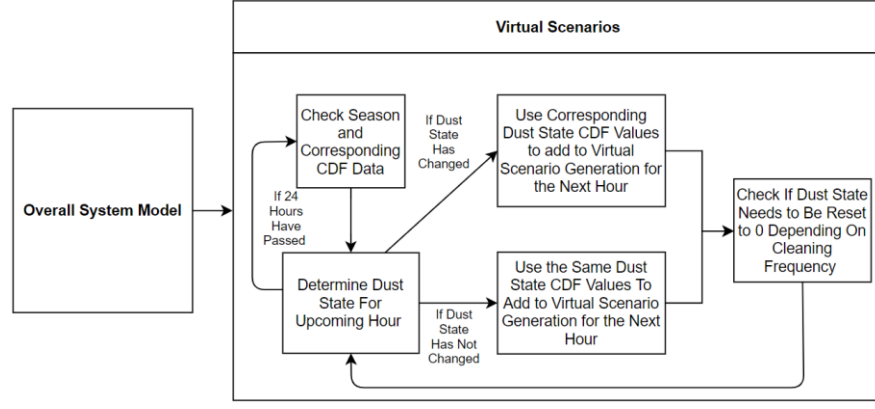 Virtual Scenarios
Overall System Model
Check Season
and
Corresponding
CDF Data
If Dust
State
Has
Changed
Use Corresponding
Dust State CDF Values
to add to Virtual
Scenario Generation for
the Next Hour
If 24
Hours
Have
Passed
Check If Dust State
Needs to Be Reset
to 0 Depending On
Cleaning
Frequency
Determine Dust
State For
Upcoming Hour
If Dust
State
Has Not
Changed
Use the Same Dust
State CDF Values To
Add to Virtual Scenario
Generation for the Next
Hour